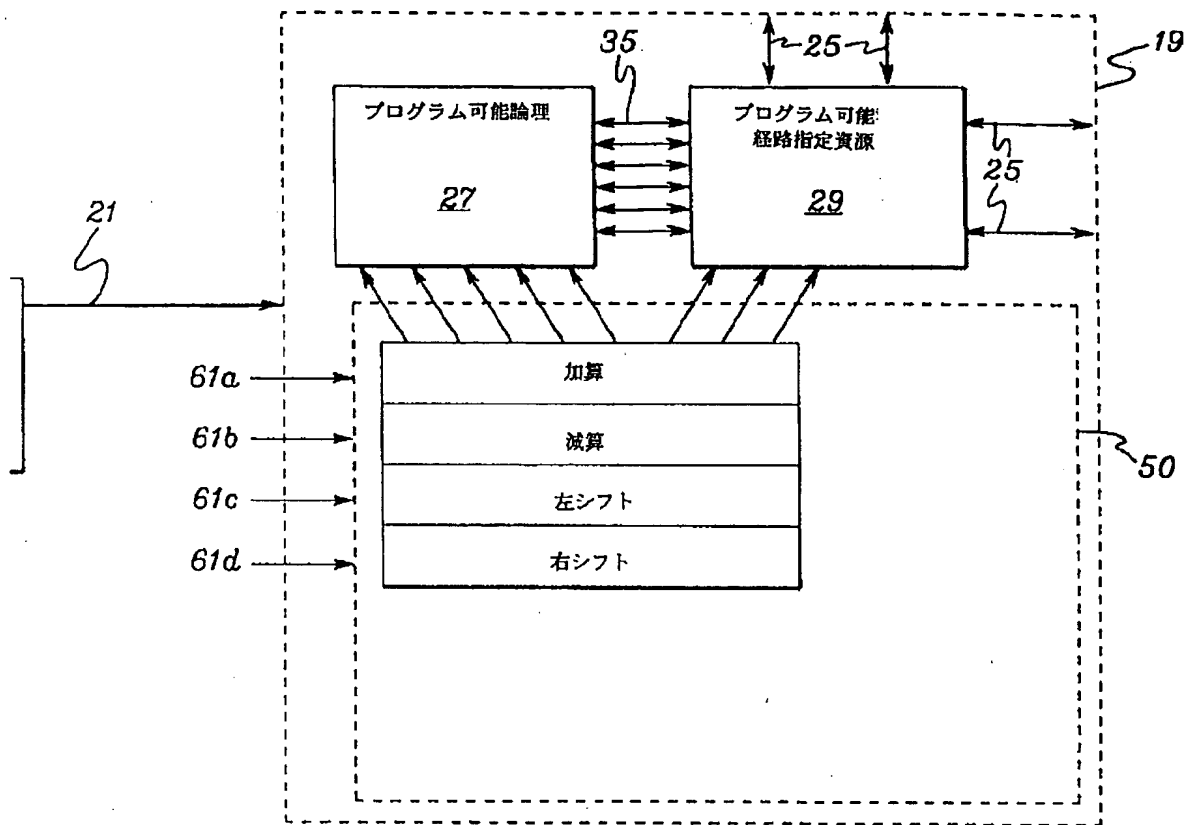 35
25
19
プログラム可能論理
27
プログラム可能
経路指定資源
29
25
21
61a
加算
61b
減算
50
61c
左シフト
61d
右シフト